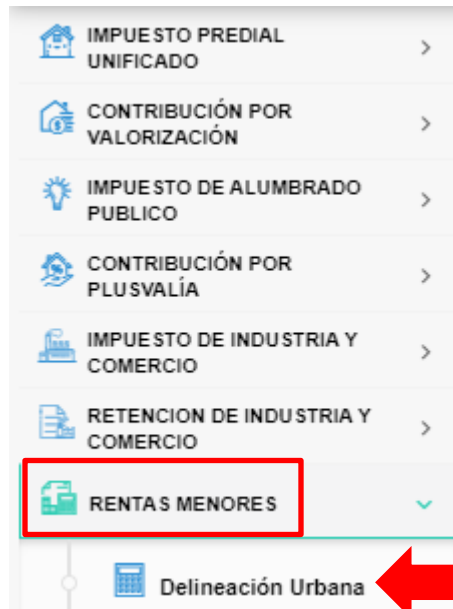 IMPUESTO PREDIAL
UNIFICADO
CONTRIBUCIÓN POR
VALORIZACIÓN
IMPUESTO DE ALUMBRADO
PUBLICO
CONTRIBUCIÓN POR
PLUSVALÍA
IMPUESTO DE INDUSTRIA Y
COMERCIO
RETENCION DE INDUSTRIA Y
COMERCIO
RENTAS MENORES
Delineación Urbana